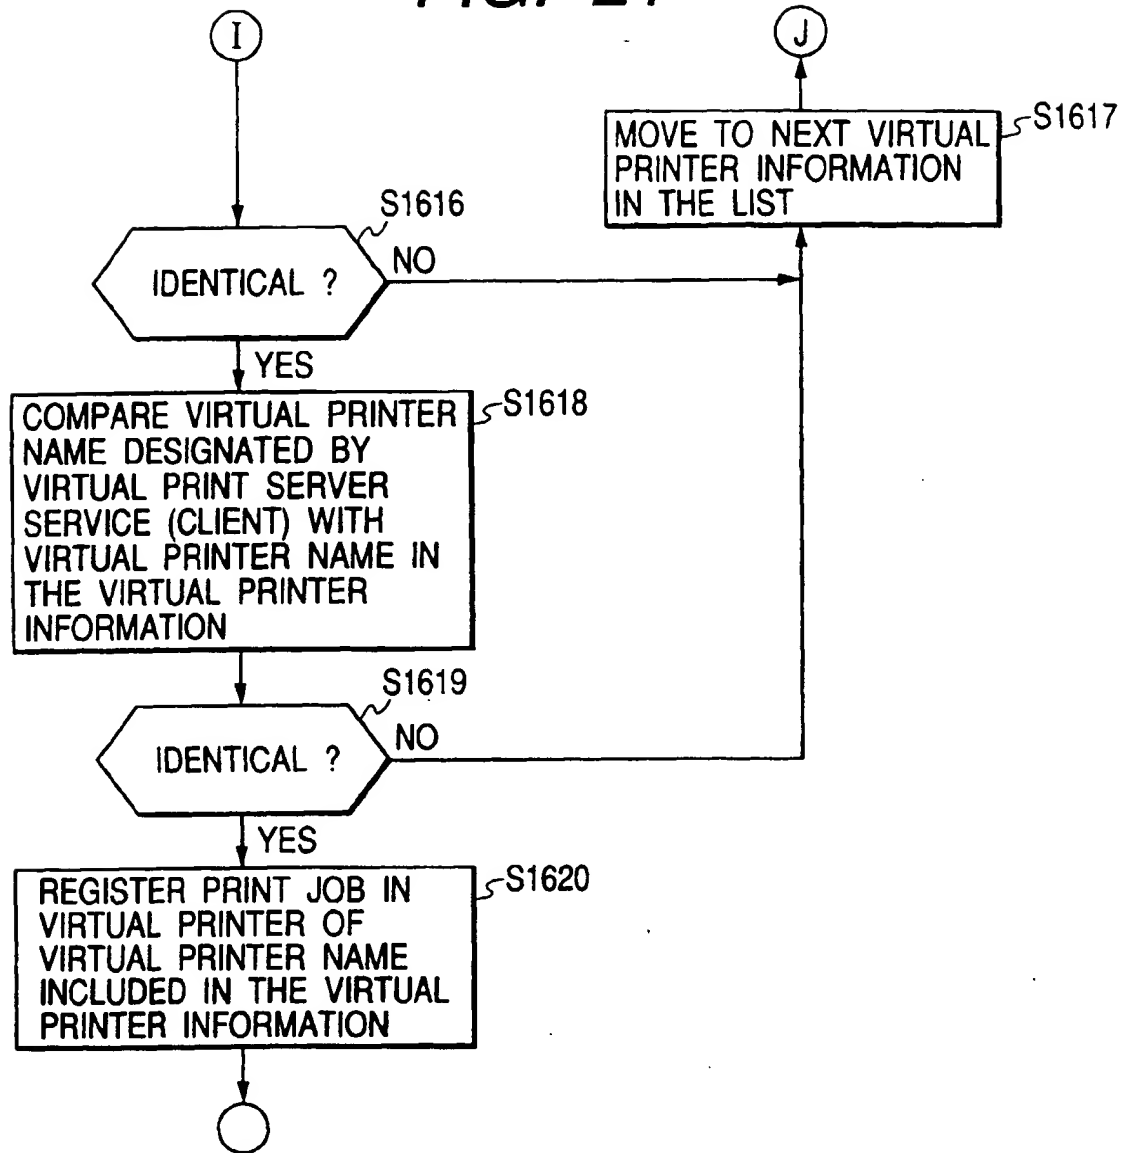 I
J
MOVE TO NEXT VIRTUAL
PRINTER INFORMATION
IN THE LIST
S1617
S1616
IDENTICAL ?
NO
YES
COMPARE VIRTUAL PRINTER
NAME DESIGNATED BY
VIRTUAL PRINT SERVER
SERVICE (CLIENT) WITH
VIRTUAL PRINTER NAME IN
THE VIRTUAL PRINTER
INFORMATION
S1618
S1619
IDENTICAL ?
NO
YES
REGISTER PRINT JOB IN
VIRTUAL PRINTER OF
VIRTUAL PRINTER NAME
INCLUDED IN THE VIRTUAL
PRINTER INFORMATION
S1620